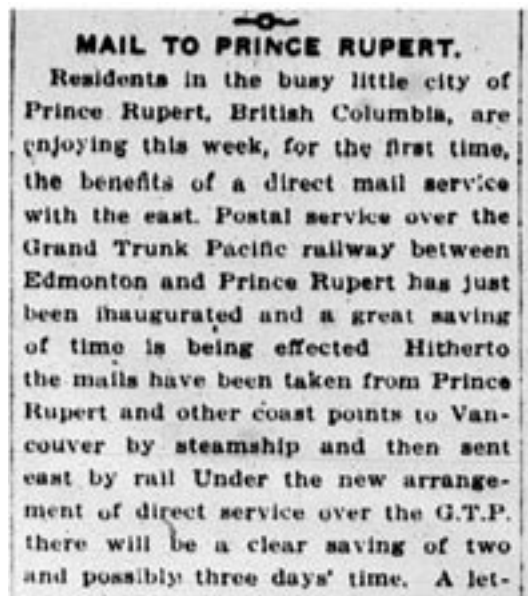 MAIL TO PRINCE RUPERT.
Residents in the busy little city of
Prince Rupert, British Columbia, are
enjoying this week, for the first time,
the benefits of a direct mail service
with the east. Postal service over the
Grand Trunk Pacific railway between
Edmonton and Prince Rupert has just
been ihaugurated and a great saving
of time is being effected Hitherto
the mails have been taken from Prince
Rupert and other coast points to Van-
couver by steamship and then sent
east by rail Under the new arrange-
ment of direct service over the G.T.P.
there will be a clear saving of two
and possibly three days' time. A let-